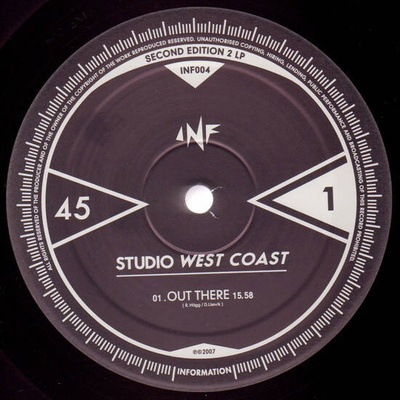 ALL RIGHTS RESERVED OF THE PRODUCER AND OF THE OWNER OF THE COPYRIGHT OF THE WORK REPRODUCED RESERVED. UNAUTHORISED COPYING, HIRING, LENDING, PUBLIC PERFORMANCE AND BROADCASTING OF THIS RECORD PROHIBITED.
SECOND EDITION 2 LP
INF004
INF
45
1
STUDIO WEST COAST
01. OUT THERE 15.58
( R. Hägg / D. Lissvik )
℗©2007
INFORMATION